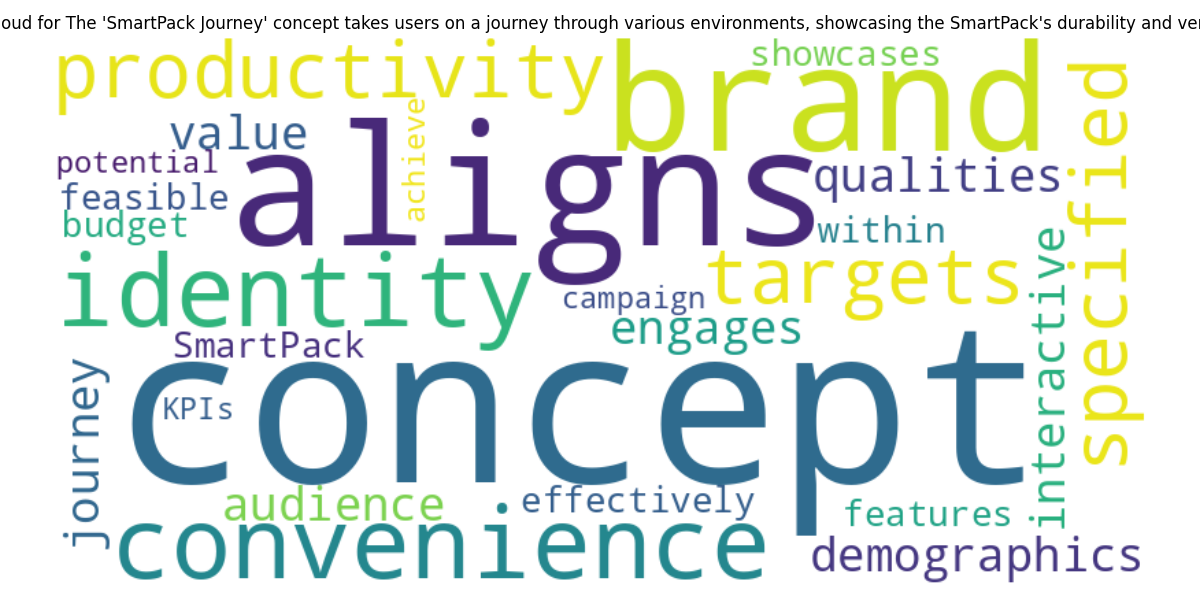 oud for The 'SmartPack Journey' concept takes users on a journey through various environments, showcasing the SmartPack's durability and ver
productivity
brand
showcases
specified
value
achieve
aligns
potential
qualities
feasible
budget
within
identity
targets
interactive
campaign
engages
SmartPack
concept
journey
KPIs
audience
effectively
features
convenience
demographics